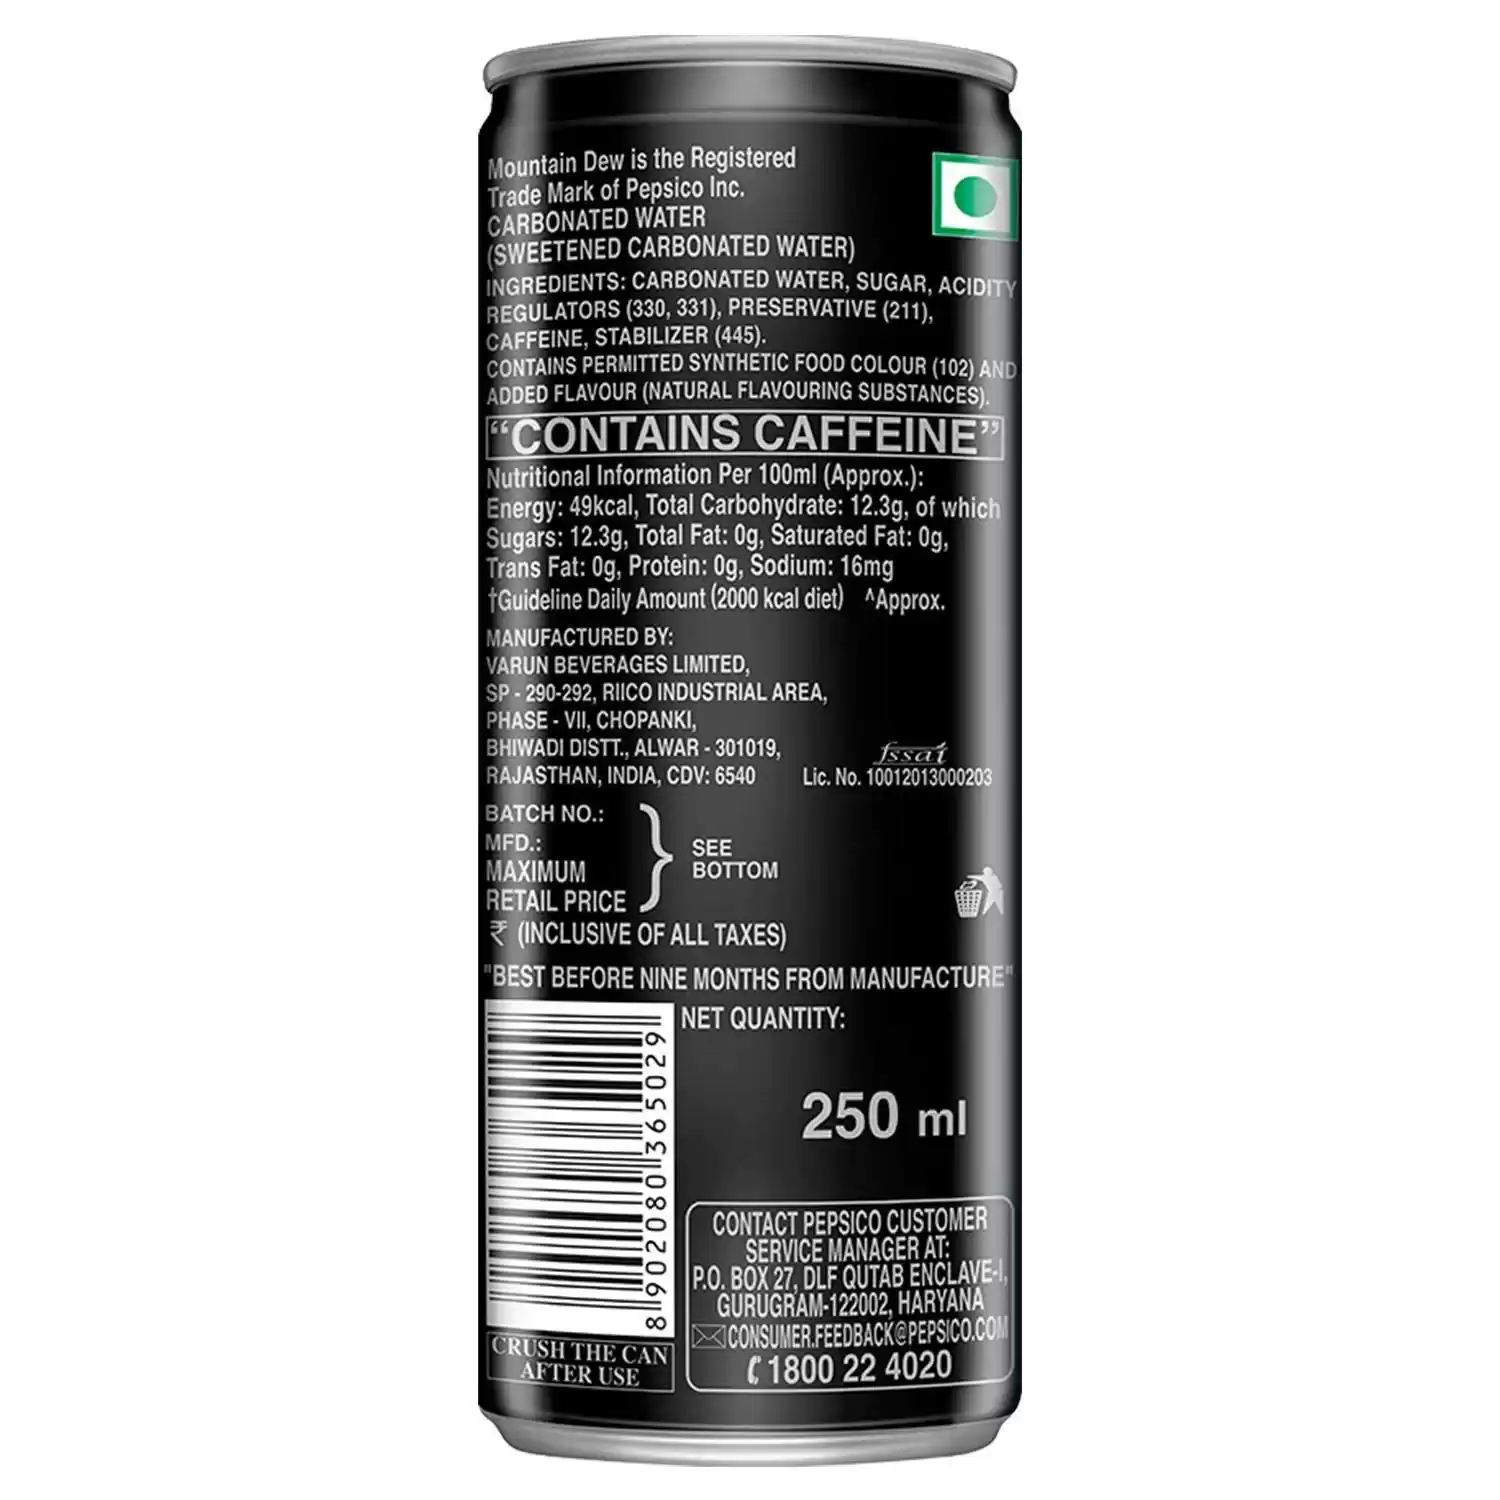 Mountain Dew is the Registered
Trade Mark of Pepsico Inc.
CARBONATED WATER
(SWEETENED CARBONATED WATER)
INGREDIENTS: CARBONATED WATER, SUGAR, ACIDITY
REGULATORS (330, 331), PRESERVATIVE (211),
CAFFEINE, STABILIZER (445).
CONTAINS PERMITTED SYNTHETIC FOOD COLOUR (102) AND
ADDED FLAVOUR (NATURAL FLAVOURING SUBSTANCES).
“CONTAINS CAFFEINE”
Nutritional Information Per 100ml (Approx.):
Energy: 49kcal, Total Carbohydrate: 12.3g, of which
Sugars: 12.3g, Total Fat: 0g, Saturated Fat: 0g,
Trans Fat: 0g, Protein: 0g, Sodium: 16mg
†Guideline Daily Amount (2000 kcal diet) ^Approx.
MANUFACTURED BY:
VARUN BEVERAGES LIMITED,
SP - 290-292, RIICO INDUSTRIAL AREA,
PHASE - VII, CHOPANKI,
BHIWADI DISTT., ALWAR - 301019,
RAJASTHAN, INDIA, CDV: 6540
fssai
Lic. No. 10012013000203
BATCH NO.:
MFD.:
MAXIMUM
RETAIL PRICE
SEE
BOTTOM
₹ (INCLUSIVE OF ALL TAXES)
"BEST BEFORE NINE MONTHS FROM MANUFACTURE"
NET QUANTITY:
250 ml
8902080365029
CRUSH THE CAN
AFTER USE
CONTACT PEPSICO CUSTOMER
SERVICE MANAGER AT:
P.O. BOX 27, DLF QUTAB ENCLAVE-I,
GURUGRAM-122002, HARYANA
CONSUMER.FEEDBACK@PEPSICO.COM
1800 22 4020